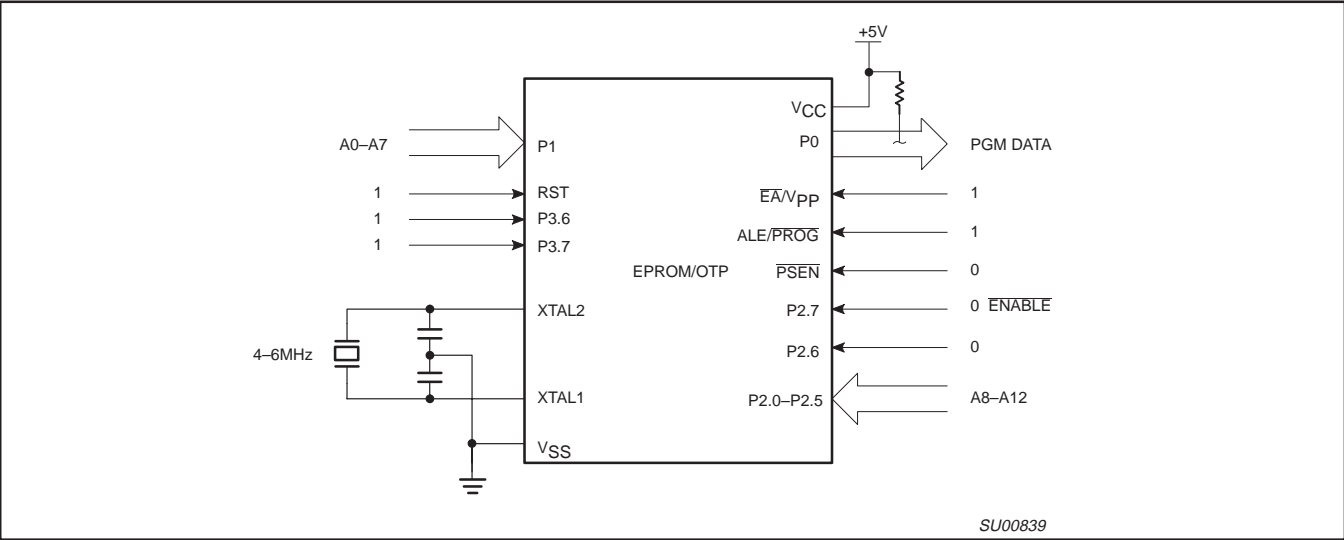 +5V
VCC
A0–A7
P1
P0
PGM DATA
1
RST
EA/VPP
1
1
P3.6
1
P3.7
ALE/PROG
1
EPROM/OTP
PSEN
0
XTAL2
P2.7
0 ENABLE
4–6MHz
P2.6
0
XTAL1
P2.0–P2.5
A8–A12
VSS
SU00839